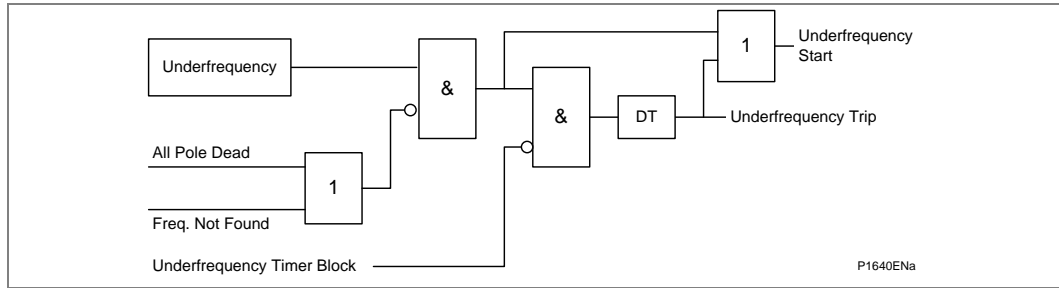 Underfrequency
&
1
Underfrequency
Start
&
DT
Underfrequency Trip
All Pole Dead
1
Freq. Not Found
Underfrequency Timer Block
P1640ENa